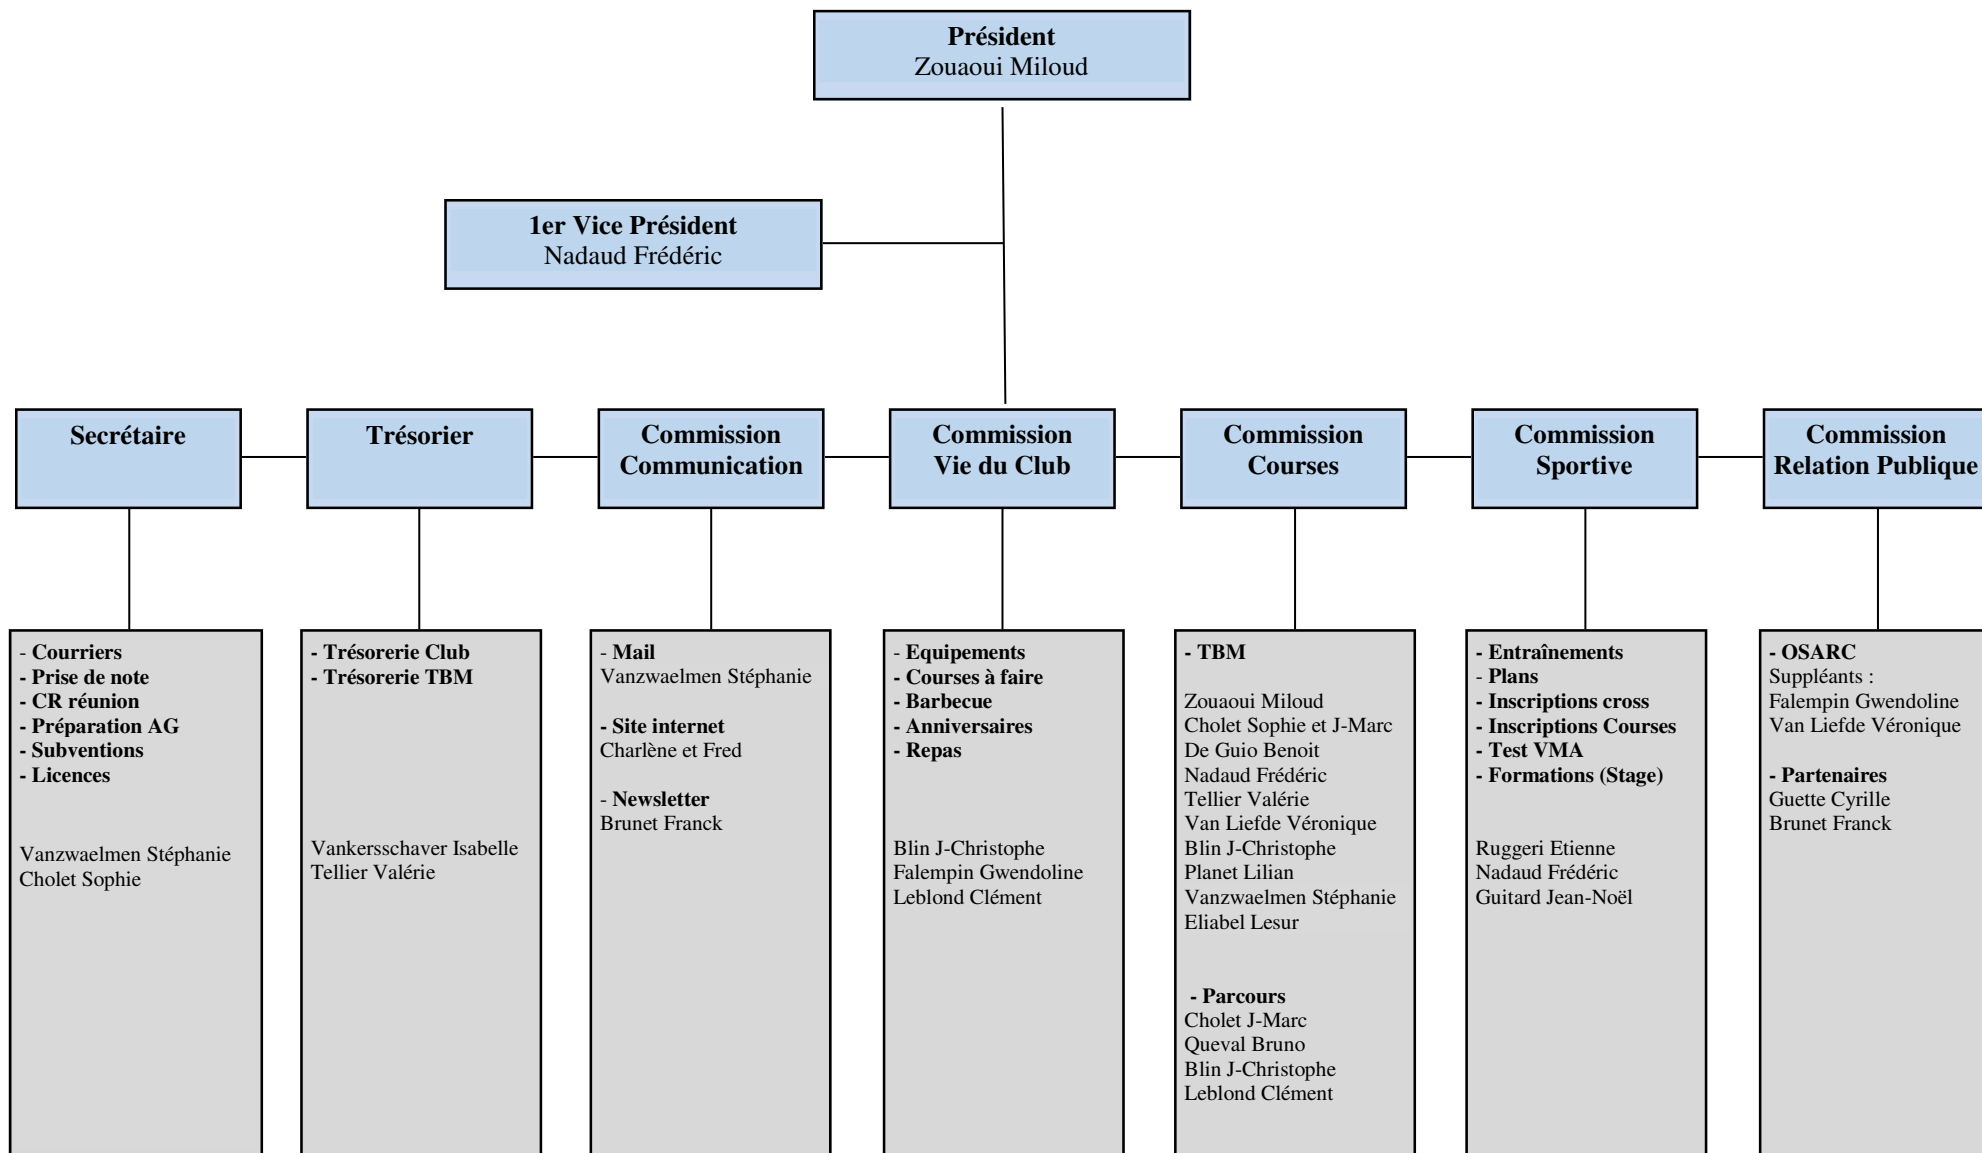 Président
Zouaoui Miloud
1er Vice Président
Nadaud Frédéric
Secrétaire
Trésorier
Commission
Communication
Commission
Vie du Club
Commission
Courses
Commission
Sportive
Commission
Relation Publique
- Courriers
- Prise de note
- CR réunion
- Préparation AG
- Subventions
- Licences
Vanzwaelmen Stéphanie
Cholet Sophie
- Trésorerie Club
- Trésorerie TBM
Vankersschaver Isabelle
Tellier Valérie
- Mail
Vanzwaelmen Stéphanie
- Site internet
Charlène et Fred
- Newsletter
Brunet Franck
- Equipements
- Courses à faire
- Barbecue
- Anniversaires
- Repas
Blin J-Christophe
Falempin Gwendoline
Leblond Clément
- TBM
Zouaoui Miloud
Cholet Sophie et J-Marc
De Guio Benoit
Nadaud Frédéric
Tellier Valérie
Van Liefde Véronique
Blin J-Christophe
Planet Lilian
Vanzwaelmen Stéphanie
Eliabel Lesur
- Parcours
Cholet J-Marc
Queval Bruno
Blin J-Christophe
Leblond Clément
- Entraînements
- Plans
- Inscriptions cross
- Inscriptions Courses
- Test VMA
- Formations (Stage)
Ruggeri Etienne
Nadaud Frédéric
Guitard Jean-Noël
- OSARC
Suppléants :
Falempin Gwendoline
Van Liefde Véronique
- Partenaires
Guette Cyrille
Brunet Franck